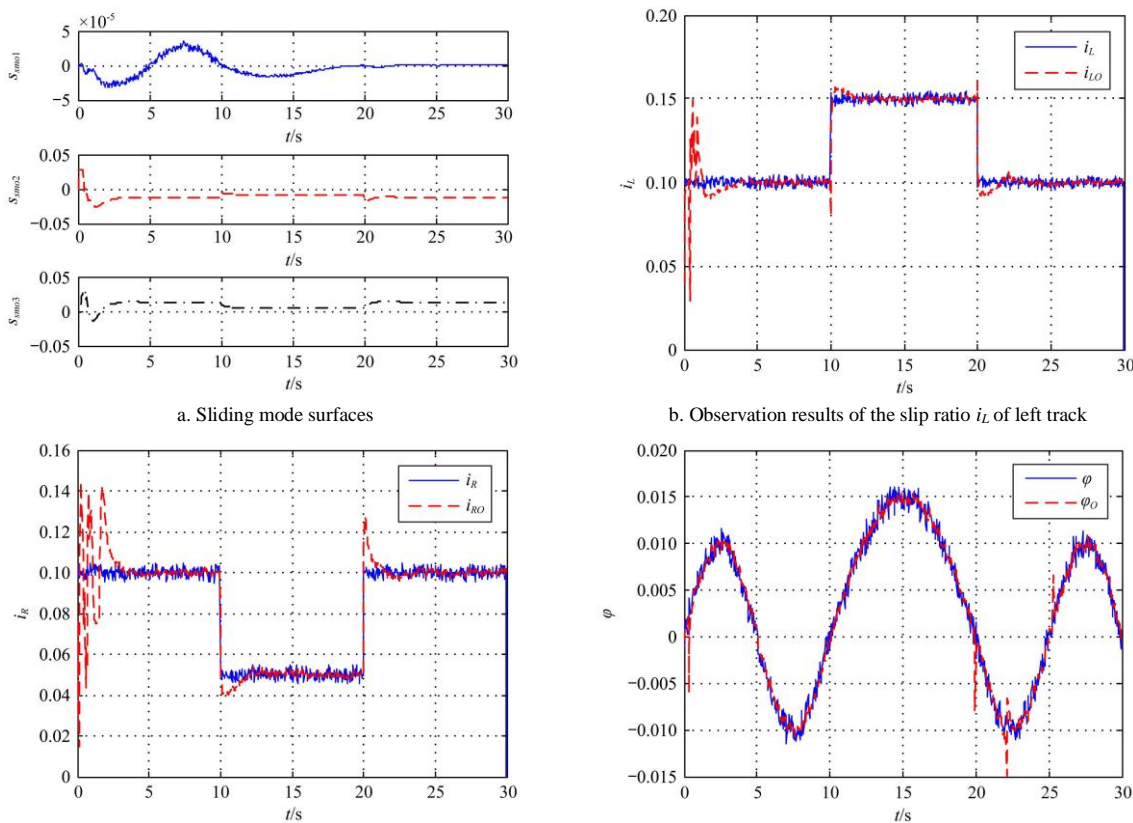 ×10⁻⁵
5
0
−5
s_smo1
0 5 10 15 20 25 30
t/s
0.05
0
−0.05
s_smo2
0 5 10 15 20 25 30
t/s
0.05
0
−0.05
s_smo3
0 5 10 15 20 25 30
t/s
a. Sliding mode surfaces
0.20
0.15
0.10
0.05
0
i_L
i_L
i_LO
0 5 10 15 20 25 30
t/s
b. Observation results of the slip ratio i_L of left track
0.16
0.14
0.12
0.10
0.08
0.06
0.04
0.02
0
i_R
i_R
i_RO
0 5 10 15 20 25 30
t/s
0.020
0.015
0.010
0.005
0
−0.005
−0.010
−0.015
φ
φ
φ_O
0 5 10 15 20 25 30
t/s